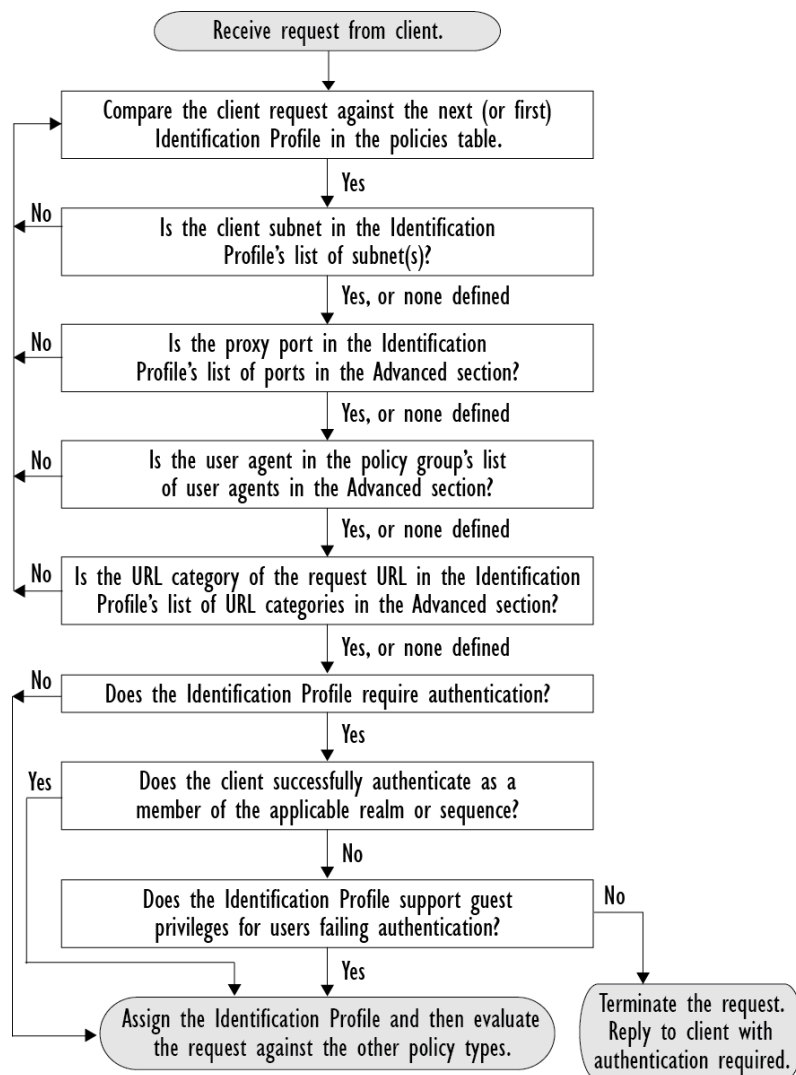 Receive request from client.
Compare the client request against the next (or first)
Identification Profile in the policies table.
Yes
No
Is the client subnet in the Identification
Profile's list of subnet(s)?
Yes, or none defined
No
Is the proxy port in the Identification
Profile's list of ports in the Advanced section?
Yes, or none defined
No
Is the user agent in the policy group's list
of user agents in the Advanced section?
Yes, or none defined
No
Is the URL category of the request URL in the Identification
Profile's list of URL categories in the Advanced section?
Yes, or none defined
No
Does the Identification Profile require authentication?
Yes
Yes
Does the client successfully authenticate as a
member of the applicable realm or sequence?
No
Does the Identification Profile support guest
privileges for users failing authentication?
No
Yes
Assign the Identification Profile and then evaluate
the request against the other policy types.
Terminate the request.
Reply to client with
authentication required.